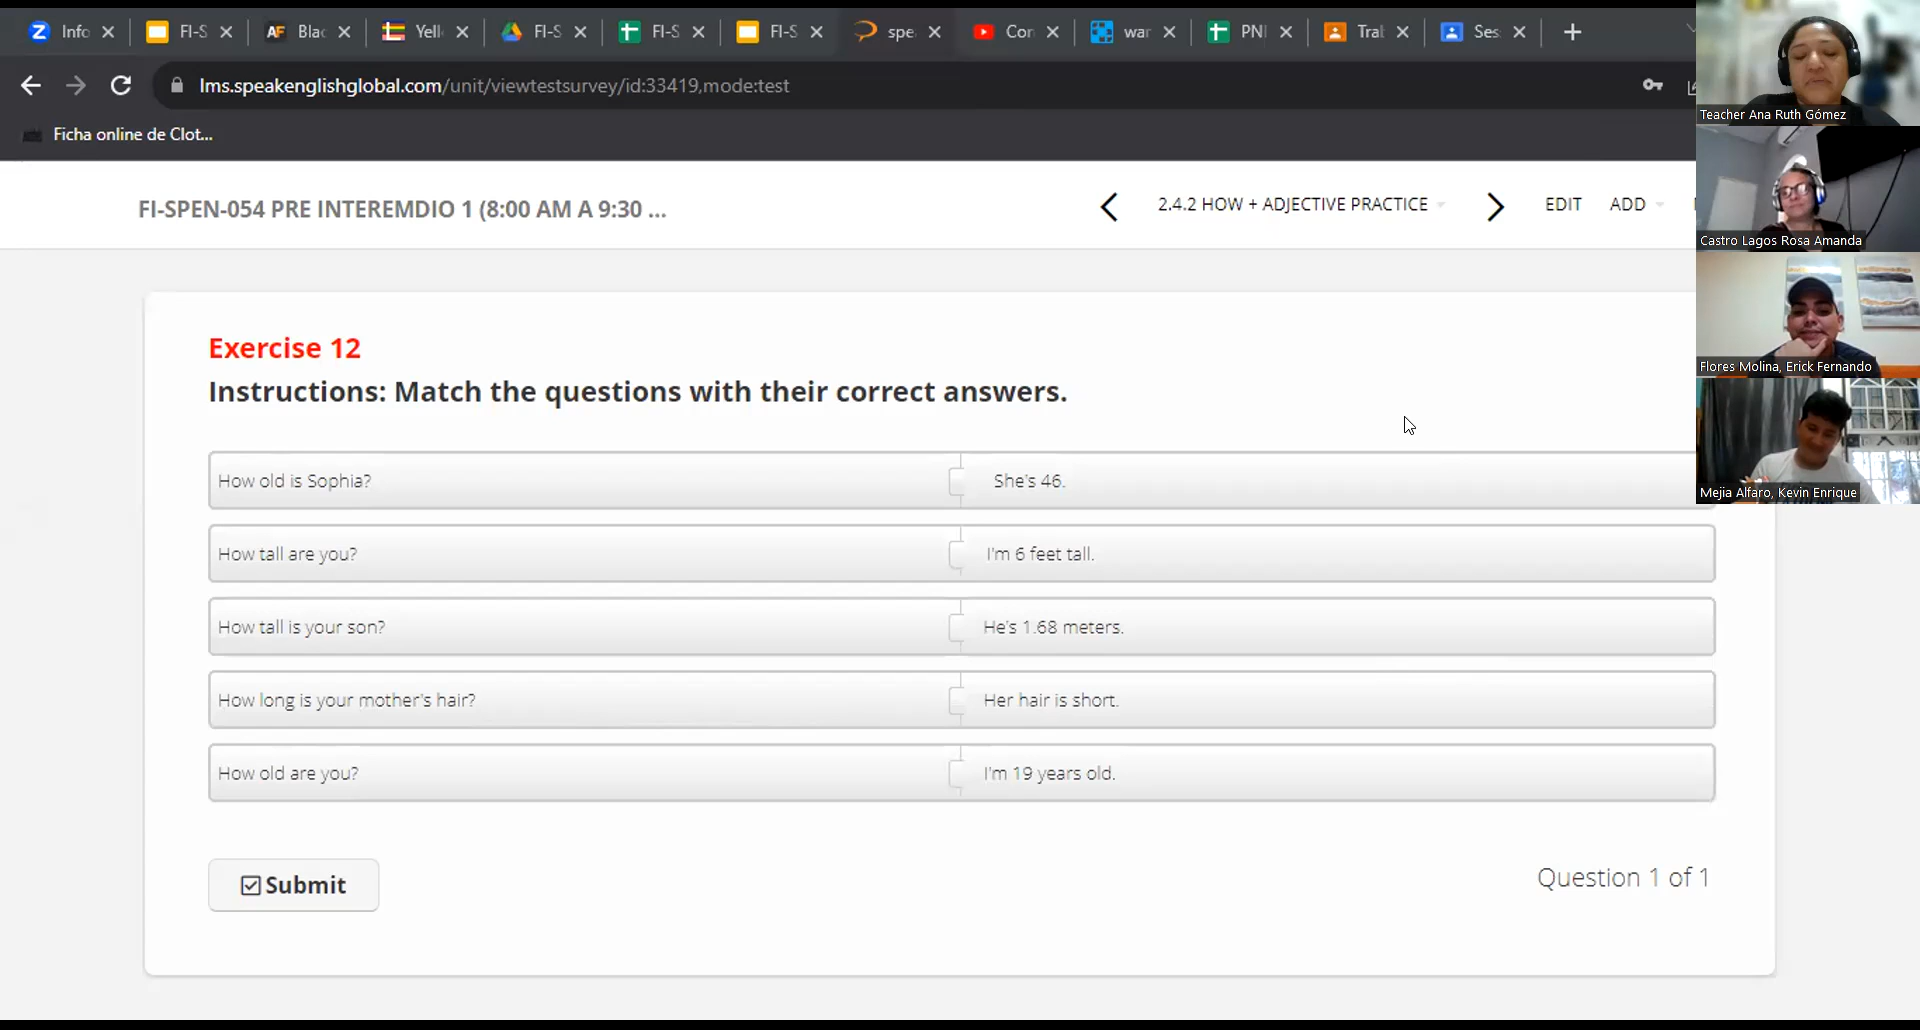 Info
FI-S
Blac
Yell
FI-S
FI-S
FI-S
spe
Con
war
PNI
Tral
Ses
lms.speakenglishglobal.com/unit/viewtestsurvey/id:33419,mode:test
Ficha online de Clot...
Teacher Ana Ruth Gómez
Castro Lagos Rosa Amanda
Flores Molina, Erick Fernando
Mejia Alfaro, Kevin Enrique
FI-SPEN-054 PRE INTEREMDIO 1 (8:00 AM A 9:30 ...
2.4.2 HOW + ADJECTIVE PRACTICE
EDIT
ADD
Exercise 12
Instructions: Match the questions with their correct answers.
How old is Sophia? She's 46.
How tall are you? I'm 6 feet tall.
How tall is your son? He's 1.68 meters.
How long is your mother's hair? Her hair is short.
How old are you? I'm 19 years old.
Submit
Question 1 of 1